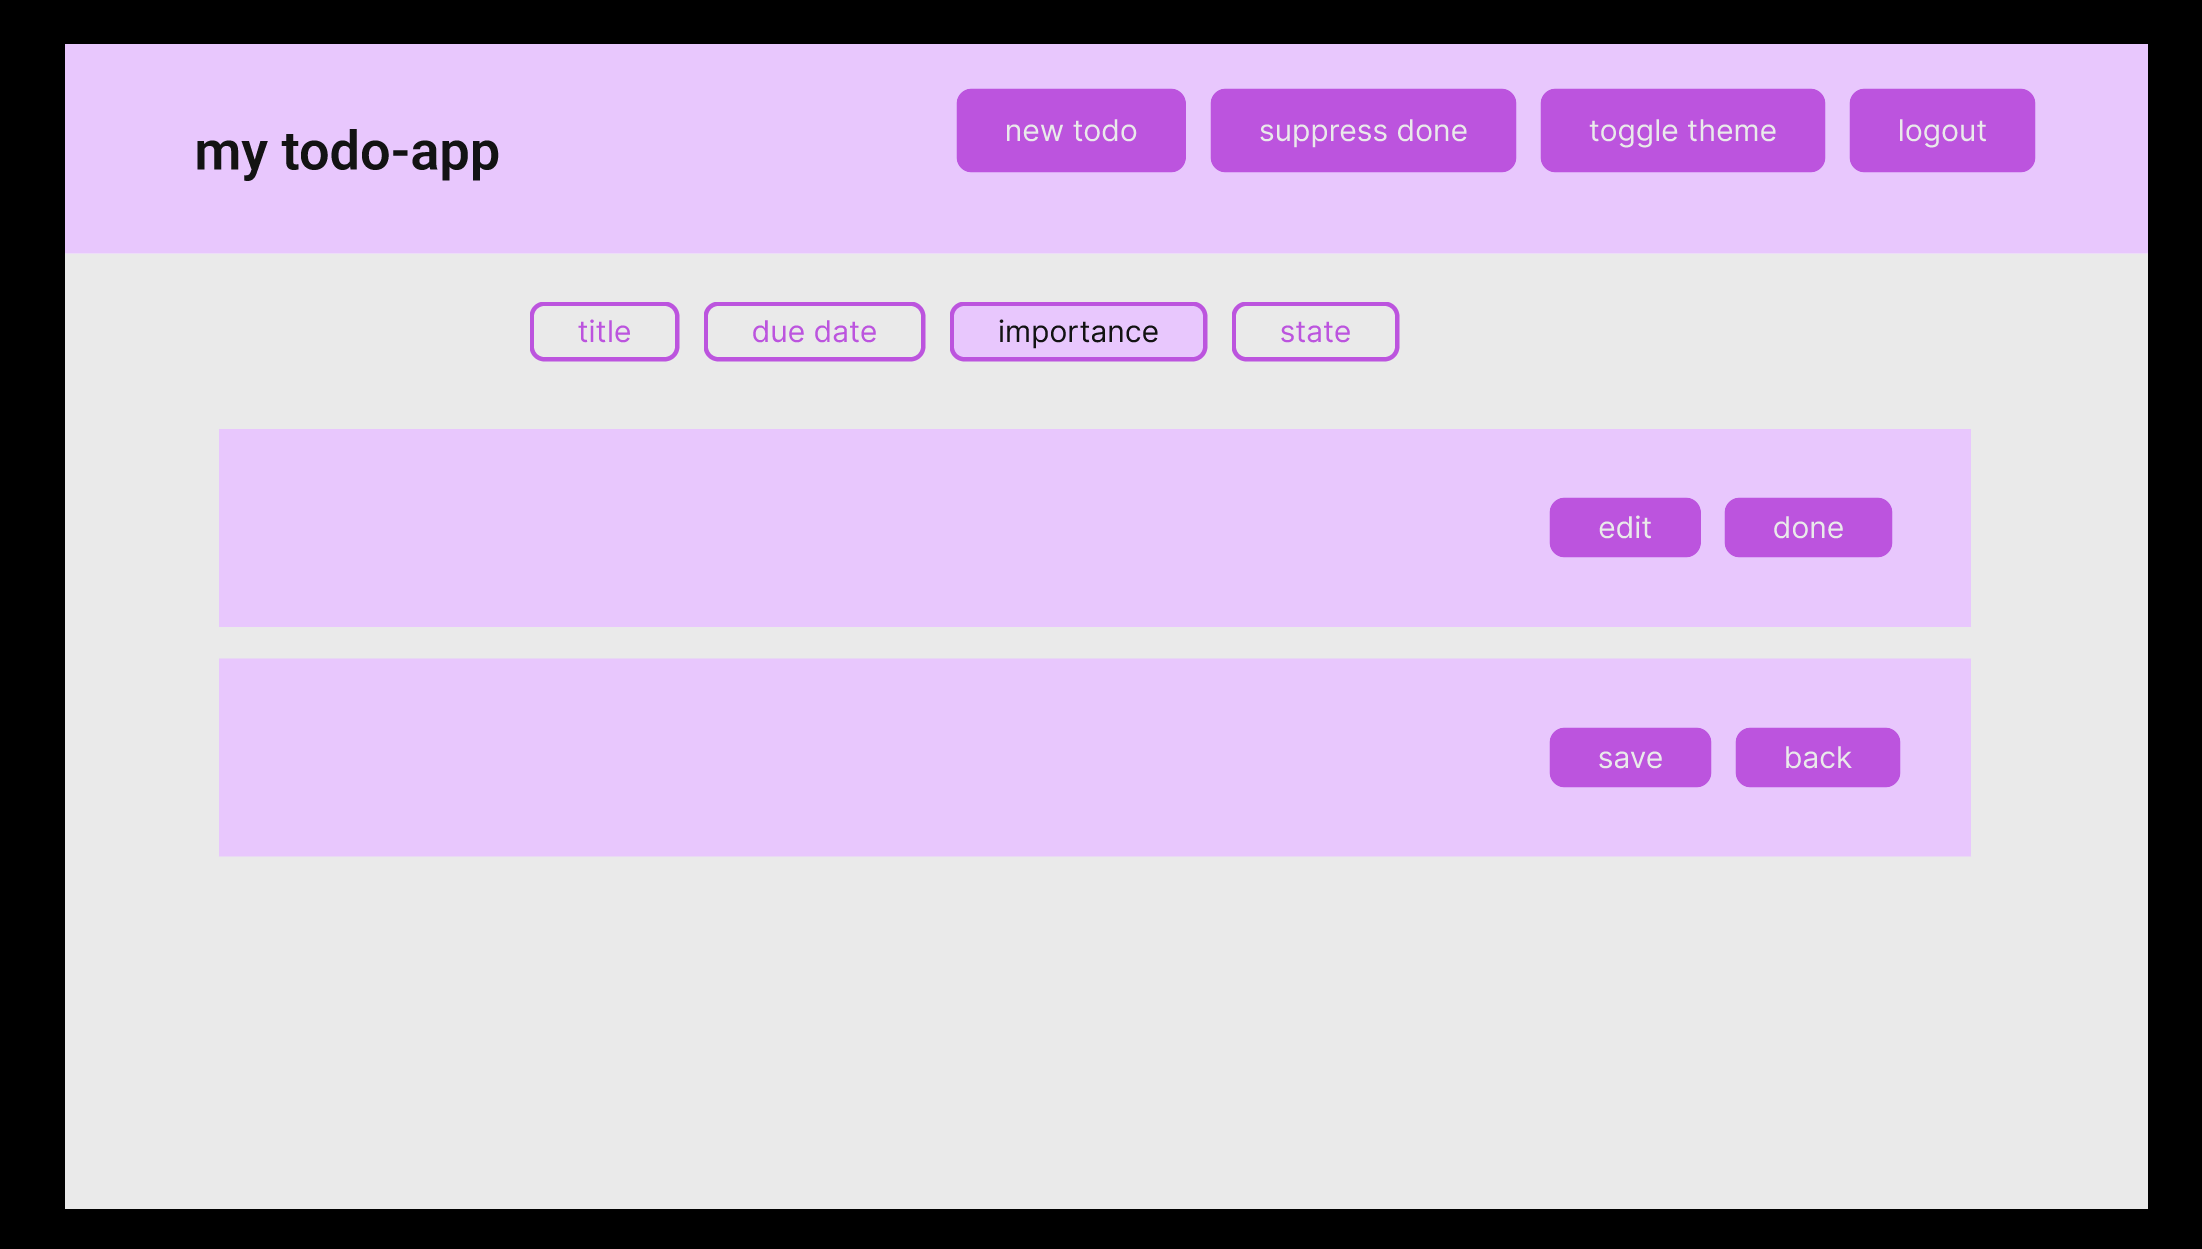 my todo-app
new todo
suppress done
toggle theme
logout
title
due date
importance
state
edit
done
save
back